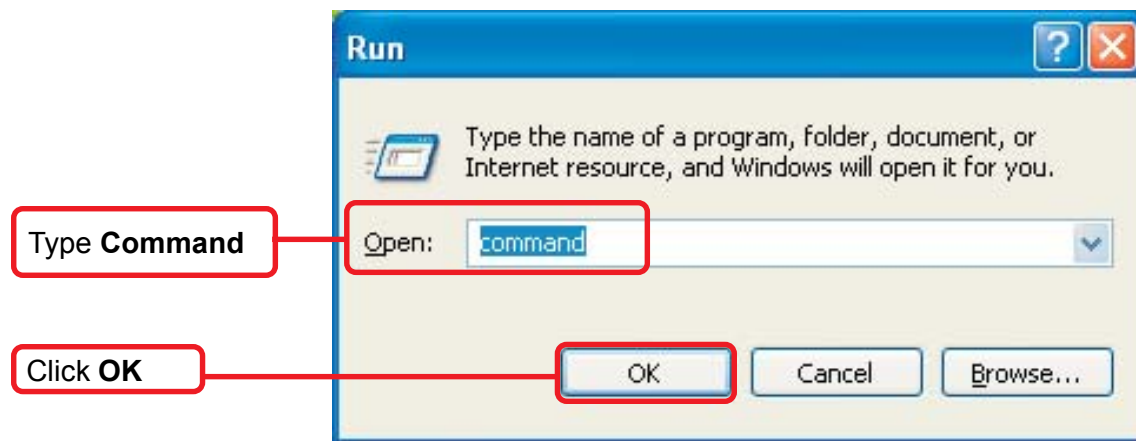 Run
Type the name of a program, folder, document, or
Internet resource, and Windows will open it for you.
Type Command
Open: command
Click OK
OK Cancel Browse...